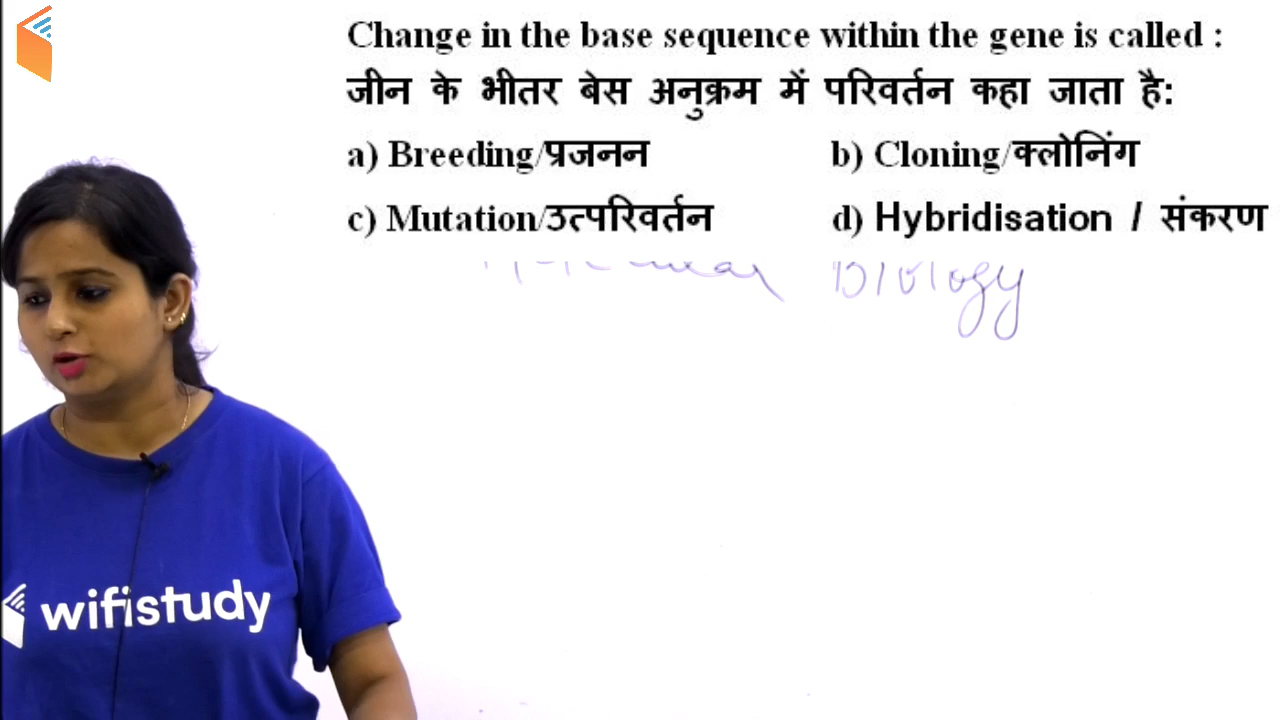 Change in the base sequence within the gene is called :
जीन के भीतर बेस अनुक्रम में परिवर्तन कहा जाता है:
a) Breeding/प्रजनन b) Cloning/क्लोनिंग
c) Mutation/उत्परिवर्तन d) Hybridisation / संकरण
Biology
wifistudy